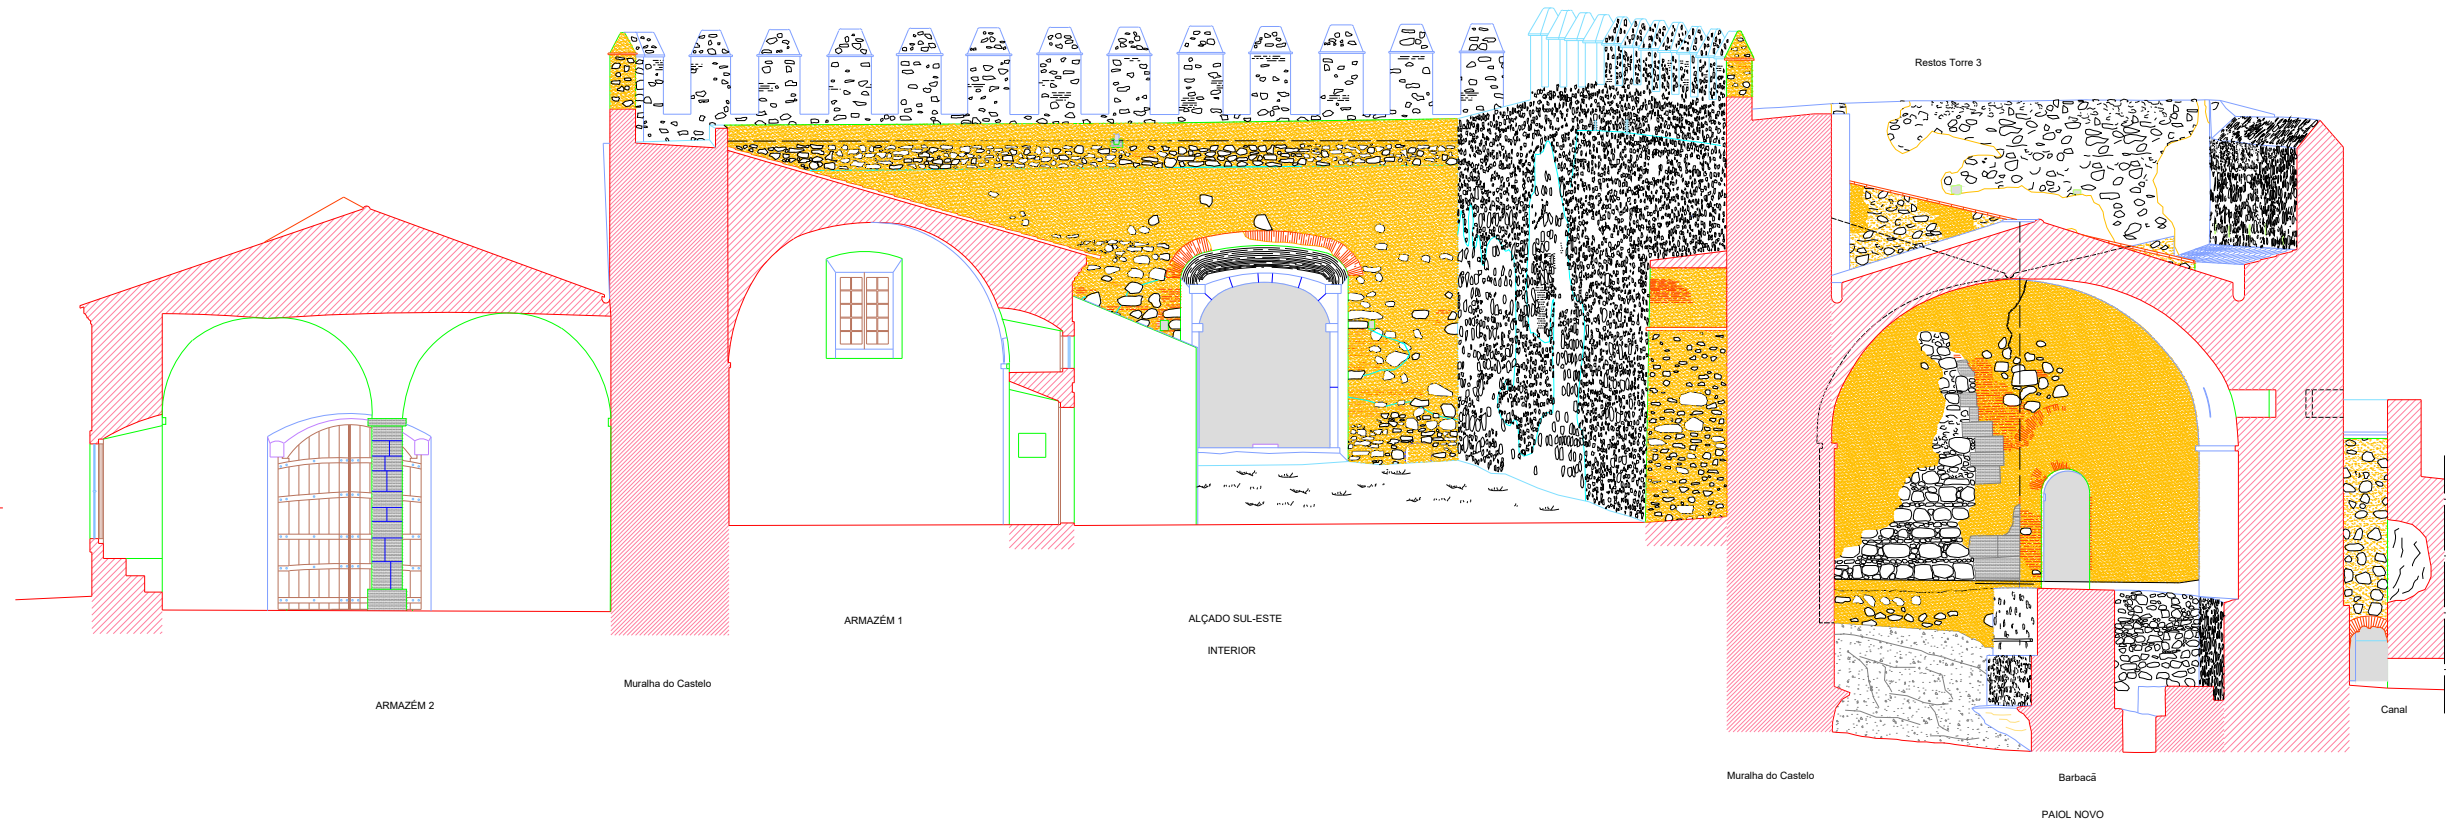 Restos Torre 3
ARMAZÉM 1
ALÇADO SUL-ESTE
INTERIOR
Muralha do Castelo
ARMAZÉM 2
Canal
Muralha do Castelo
Barbacã
PAIOL NOVO